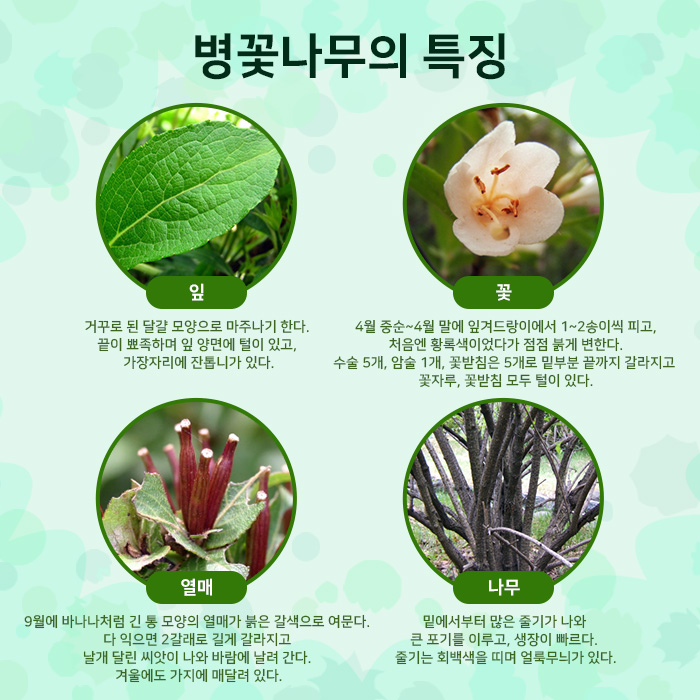 병꽃나무의 특징
잎
거꾸로 된 달걀 모양으로 마주나기 한다.
끝이 뾰족하며 잎 양면에 털이 있고,
가장자리에 잔톱니가 있다.
꽃
4월 중순~4월 말에 잎겨드랑이에서 1~2송이씩 피고,
처음엔 황록색이었다가 점점 붉게 변한다.
수술 5개, 암술 1개, 꽃받침은 5개로 밑부분 끝까지 갈라지고
꽃자루, 꽃받침 모두 털이 있다.
열매
9월에 바나나처럼 긴 통 모양의 열매가 붉은 갈색으로 여문다.
다 익으면 2갈래로 길게 갈라지고
날개 달린 씨앗이 나와 바람에 날려 간다.
겨울에도 가지에 매달려 있다.
나무
밑에서부터 많은 줄기가 나와
큰 포기를 이루고, 생장이 빠르다.
줄기는 회백색을 띠며 얼룩무늬가 있다.